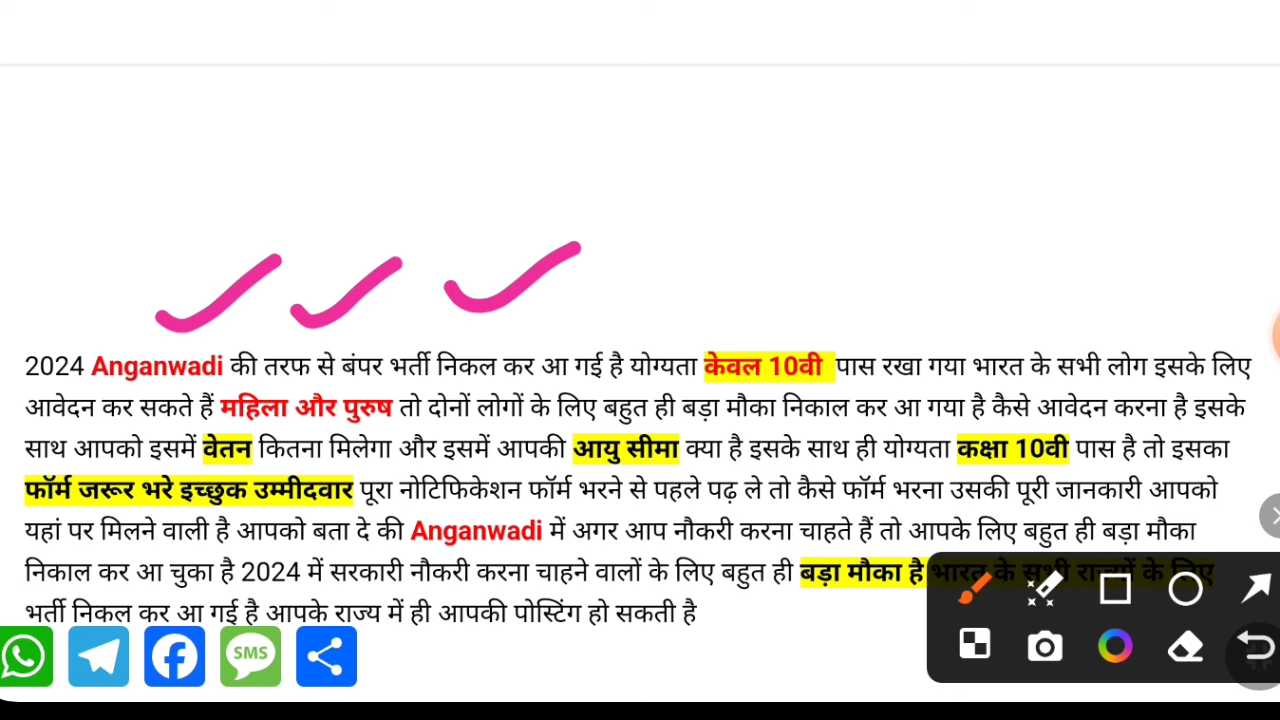 2024 Anganwadi की तरफ से बंपर भर्ती निकल कर आ गई है योग्यता केवल 10वी पास रखा गया भारत के सभी लोग इसके लिए
आवेदन कर सकते हैं महिला और पुरुष तो दोनों लोगों के लिए बहुत ही बड़ा मौका निकाल कर आ गया है कैसे आवेदन करना है इसके
साथ आपको इसमें वेतन कितना मिलेगा और इसमें आपकी आयु सीमा क्या है इसके साथ ही योग्यता कक्षा 10वी पास है तो इसका
फॉर्म जरूर भरे इच्छुक उम्मीदवार पूरा नोटिफिकेशन फॉर्म भरने से पहले पढ़ ले तो कैसे फॉर्म भरना उसकी पूरी जानकारी आपको
यहां पर मिलने वाली है आपको बता दे की Anganwadi में अगर आप नौकरी करना चाहते हैं तो आपके लिए बहुत ही बड़ा मौका
निकाल कर आ चुका है 2024 में सरकारी नौकरी करना चाहने वालों के लिए बहुत ही बड़ा मौका है भारत के सभी राज्यों के लिए
भर्ती निकल कर आ गई है आपके राज्य में ही आपकी पोस्टिंग हो सकती है
SMS